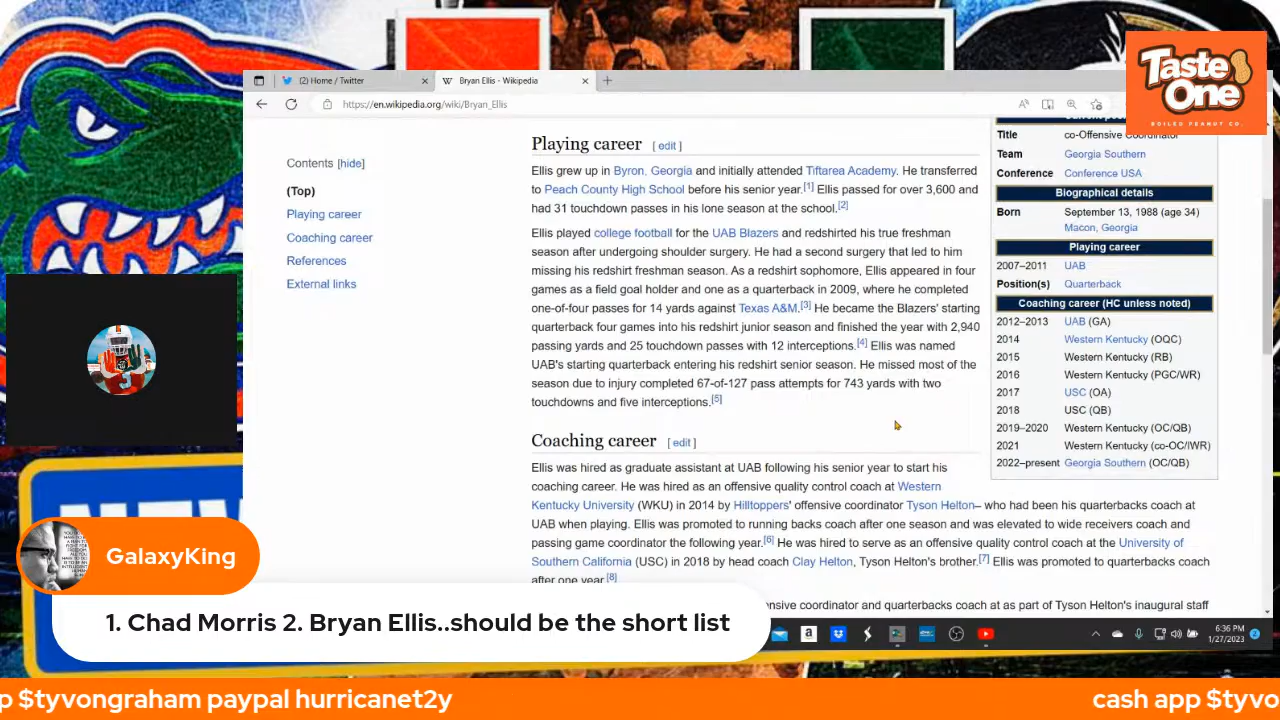 (2) Home / Twitter
Bryan Ellis - Wikipedia
https://en.wikipedia.org/wiki/Bryan_Ellis
Taste
One
BOILED PEANUT CO.
Contents [hide]
(Top)
Playing career
Coaching career
References
External links
Playing career [ edit ]
Ellis grew up in Byron, Georgia and initially attended Tiftarea Academy. He transferred
to Peach County High School before his senior year.[1] Ellis passed for over 3,600 and
had 31 touchdown passes in his lone season at the school.[2]
Ellis played college football for the UAB Blazers and redshirted his true freshman
season after undergoing shoulder surgery. He had a second surgery that led to him
missing his redshirt freshman season. As a redshirt sophomore, Ellis appeared in four
games as a field goal holder and one as a quarterback in 2009, where he completed
one-of-four passes for 14 yards against Texas A&M.[3] He became the Blazers' starting
quarterback four games into his redshirt junior season and finished the year with 2,940
passing yards and 25 touchdown passes with 12 interceptions.[4] Ellis was named
UAB's starting quarterback entering his redshirt senior season. He missed most of the
season due to injury completed 67-of-127 pass attempts for 743 yards with two
touchdowns and five interceptions.[5]
Coaching career [ edit ]
Ellis was hired as graduate assistant at UAB following his senior year to start his
coaching career. He was hired as an offensive quality control coach at Western
Kentucky University (WKU) in 2014 by Hilltoppers' offensive coordinator Tyson Helton– who had been his quarterbacks coach at
UAB when playing. Ellis was promoted to running backs coach after one season and was elevated to wide receivers coach and
passing game coordinator the following year.[6] He was hired to serve as an offensive quality control coach at the University of
Southern California (USC) in 2018 by head coach Clay Helton, Tyson Helton's brother.[7] Ellis was promoted to quarterbacks coach
after one year.[8]
ensive coordinator and quarterbacks coach at as part of Tyson Helton's inaugural staff
Title co-Offensive Coordinator
Team Georgia Southern
Conference Conference USA
Biographical details
Born September 13, 1988 (age 34)
Macon, Georgia
Playing career
2007–2011 UAB
Position(s) Quarterback
Coaching career (HC unless noted)
2012–2013 UAB (GA)
2014 Western Kentucky (OQC)
2015 Western Kentucky (RB)
2016 Western Kentucky (PGC/WR)
2017 USC (OA)
2018 USC (QB)
2019–2020 Western Kentucky (OC/QB)
2021 Western Kentucky (co-OC/IWR)
2022–present Georgia Southern (OC/QB)
GalaxyKing
1. Chad Morris 2. Bryan Ellis..should be the short list
6:36 PM
1/27/2023
p $tyvongraham paypal hurricanet2y
cash app $tyvo